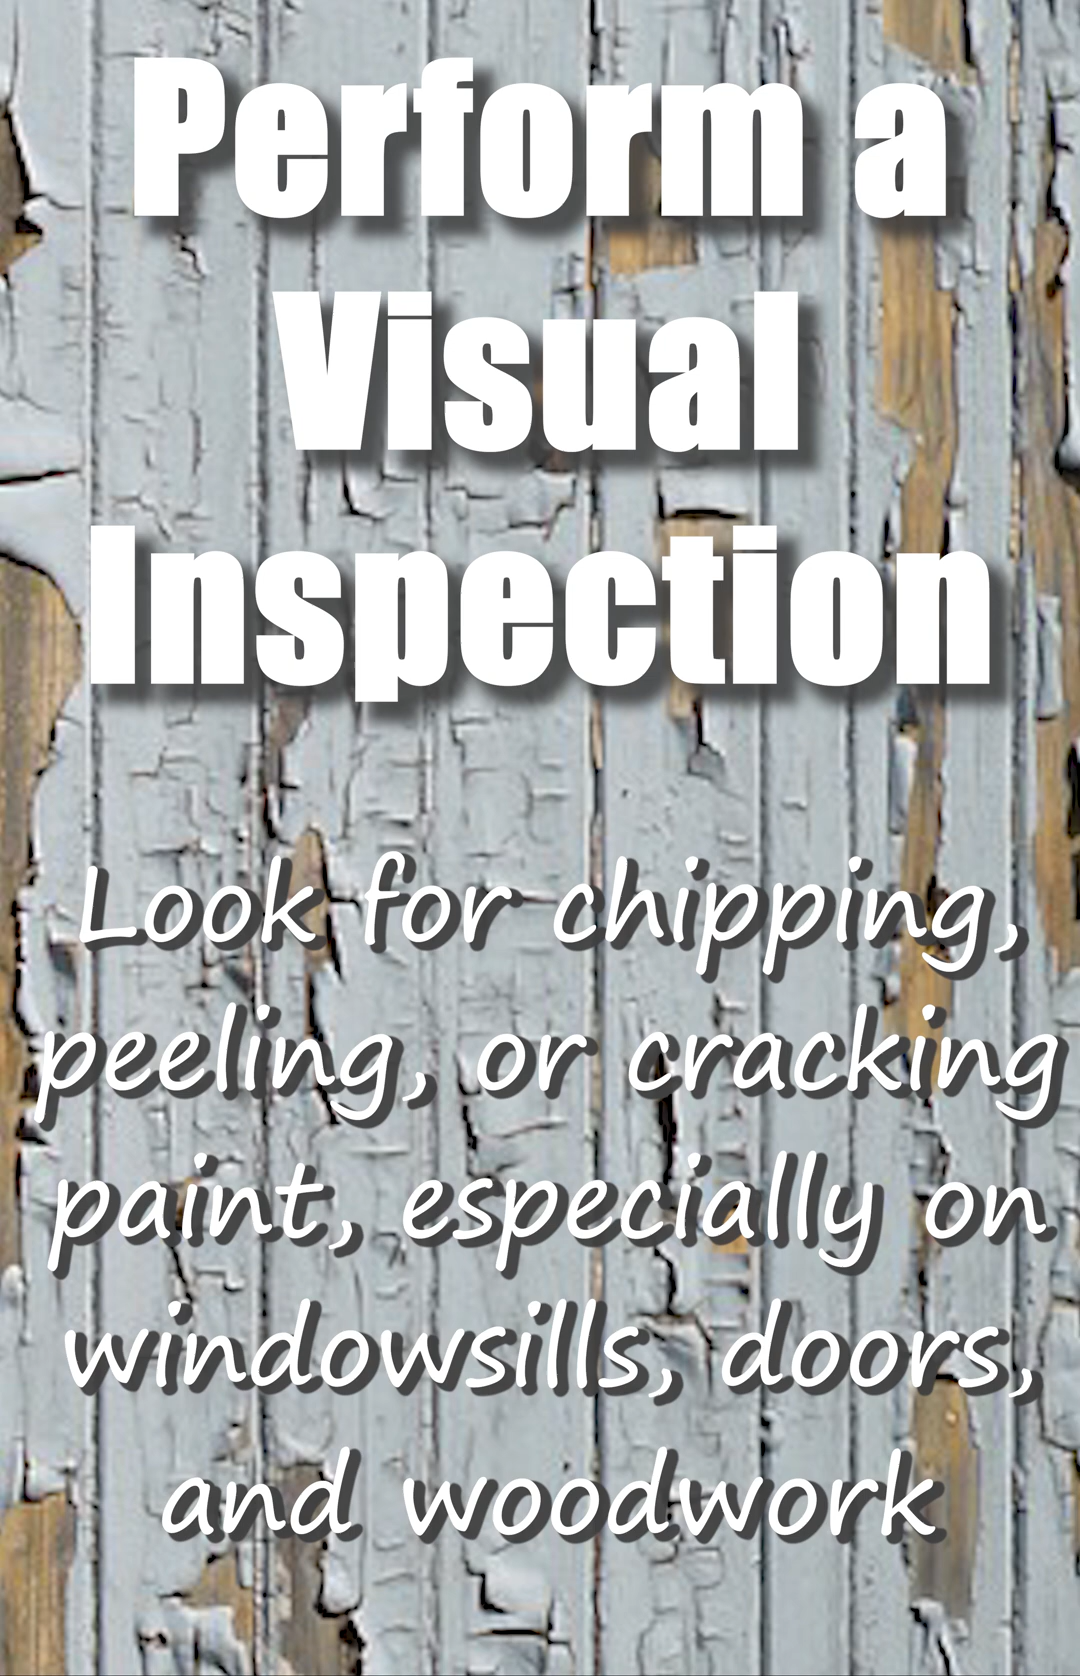 Perform a
Visual
Inspection
Look for chipping,
peeling, or cracking
paint, especially on
windowsills, doors,
and woodwork